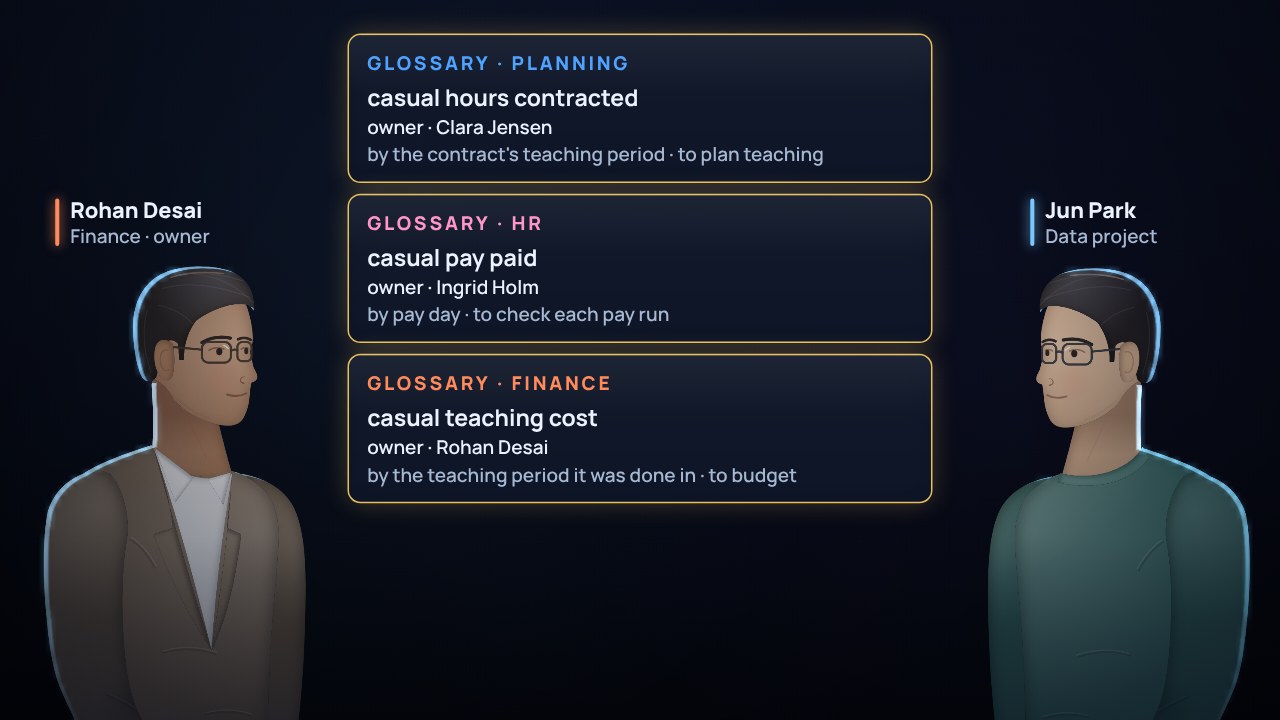 GLOSSARY · PLANNING
casual hours contracted
owner · Clara Jensen
by the contract's teaching period · to plan teaching
Rohan Desai
Finance · owner
GLOSSARY · HR
casual pay paid
owner · Ingrid Holm
by pay day · to check each pay run
Jun Park
Data project
GLOSSARY · FINANCE
casual teaching cost
owner · Rohan Desai
by the teaching period it was done in · to budget